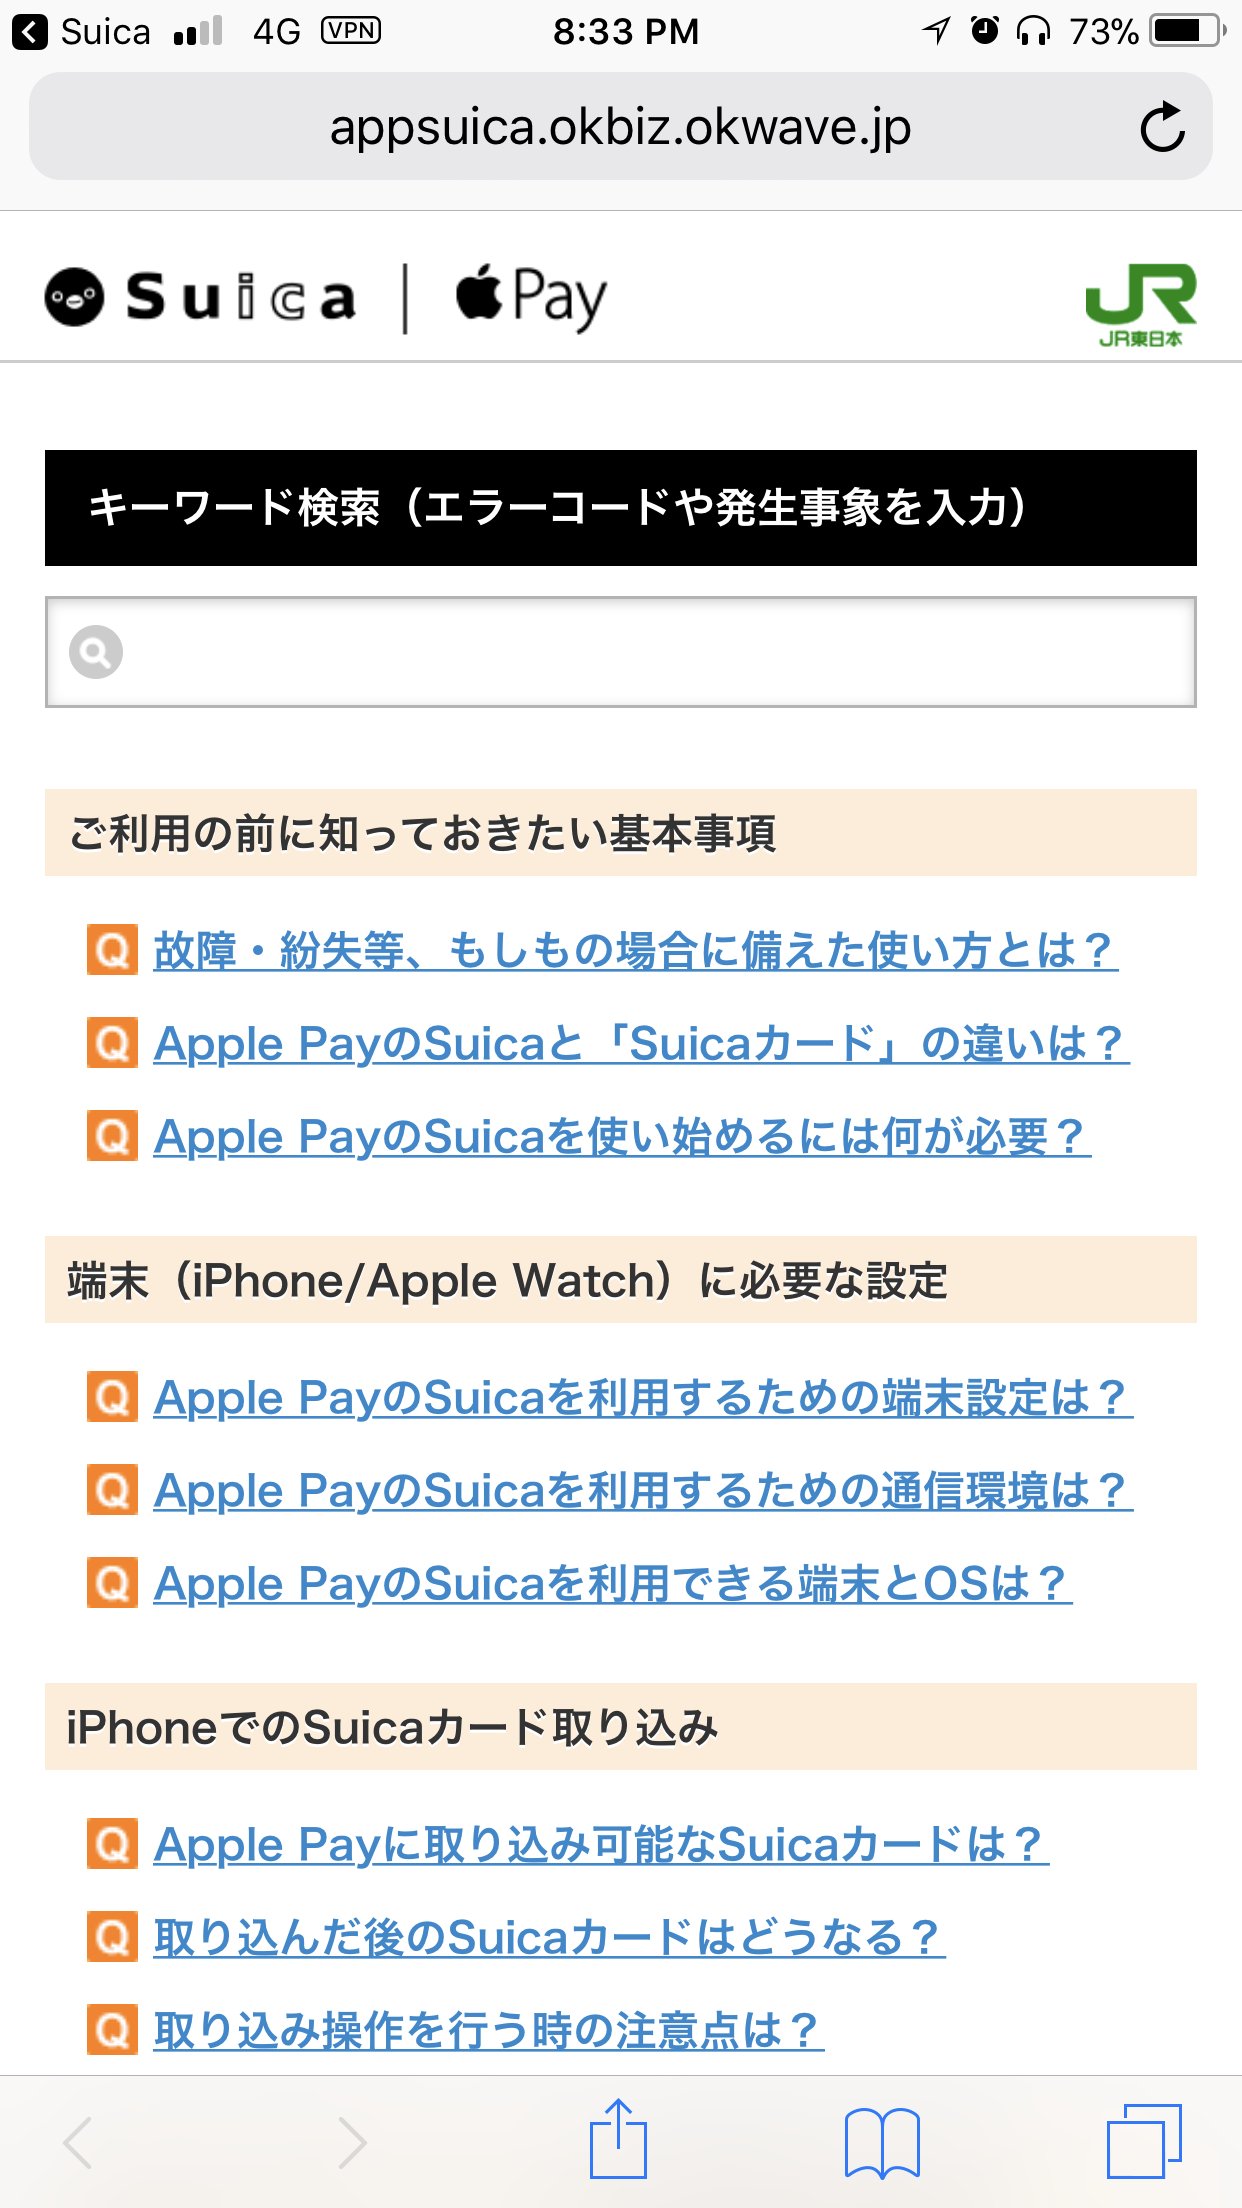 Suica 4G VPN 8:33 PM 73%
appsuica.okbiz.okwave.jp
Suica Pay
JR東日本
キーワード検索（エラーコードや発生事象を入力）
ご利用の前に知っておきたい基本事項
Q 故障・紛失等、もしもの場合に備えた使い方とは？
Q Apple PayのSuicaと「Suicaカード」の違いは？
Q Apple PayのSuicaを使い始めるには何が必要？
端末（iPhone/Apple Watch）に必要な設定
Q Apple PayのSuicaを利用するための端末設定は？
Q Apple PayのSuicaを利用するための通信環境は？
Q Apple PayのSuicaを利用できる端末とOSは？
iPhoneでのSuicaカード取り込み
Q Apple Payに取り込み可能なSuicaカードは？
Q 取り込んだ後のSuicaカードはどうなる？
Q 取り込み操作を行う時の注意点は？